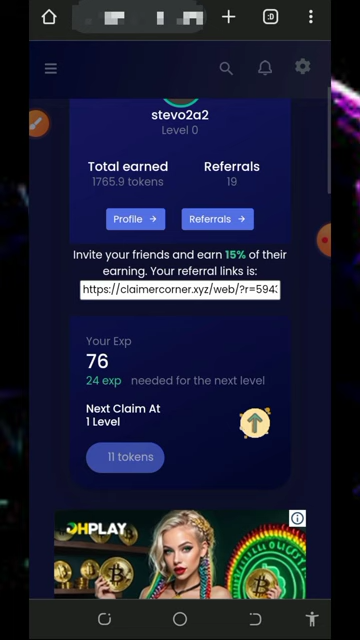 :D
stevo2a2
Level 0
Total earned
Referrals
1765.9 tokens
19
Profile →
Referrals →
Invite your friends and earn 15% of their
earning. Your referral links is:
https://claimercorner.xyz/web/?r=594
Your Exp
76
24 exp needed for the next level
Next Claim At
1 Level
11 tokens
OHPLAY